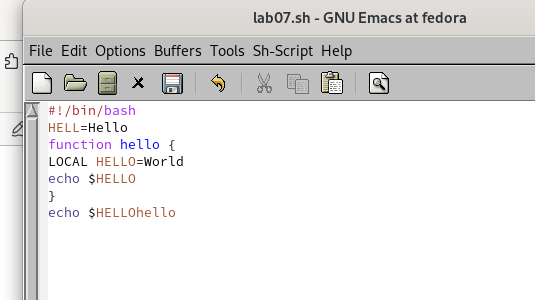 lab07.sh - GNU Emacs at fedora
File Edit Options Buffers Tools Sh-Script Help
#!/bin/bash
HELL=Hello
function hello {
LOCAL HELLO=World
echo $HELLO
}
echo $HELLOhello